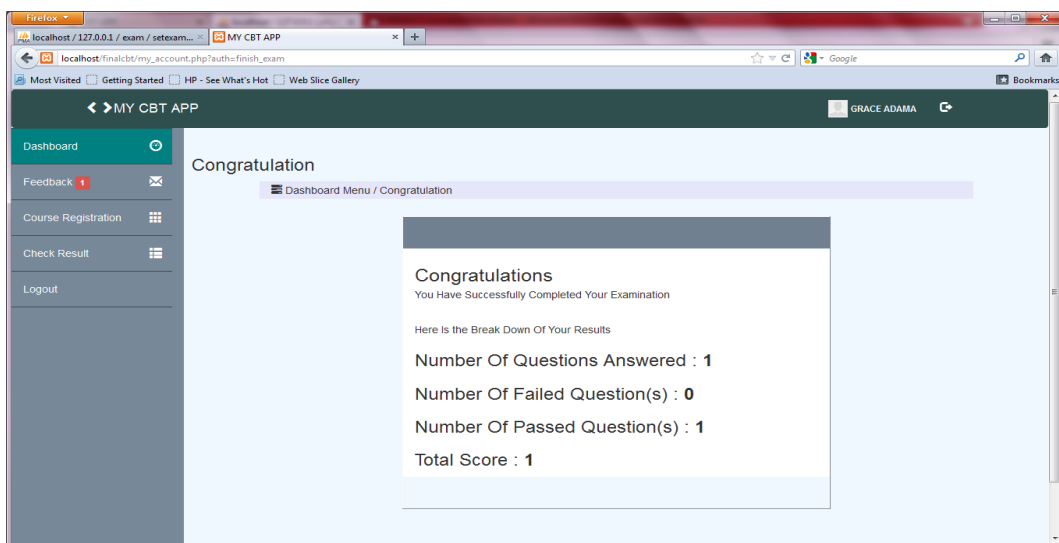 Firefox
localhost / 127.0.0.1 / exam / setexam...
MY CBT APP
localhost/finalcbt/my_account.php?auth=finish_exam
Google
Most Visited Getting Started HP - See What's Hot Web Slice Gallery Bookmarks
MY CBT APP
GRACE ADAMA
Dashboard
Feedback 1
Course Registration
Check Result
Logout
Congratulation
Dashboard Menu / Congratulation
Congratulations
You Have Successfully Completed Your Examination
Here Is the Break Down Of Your Results
Number Of Questions Answered : 1
Number Of Failed Question(s) : 0
Number Of Passed Question(s) : 1
Total Score : 1